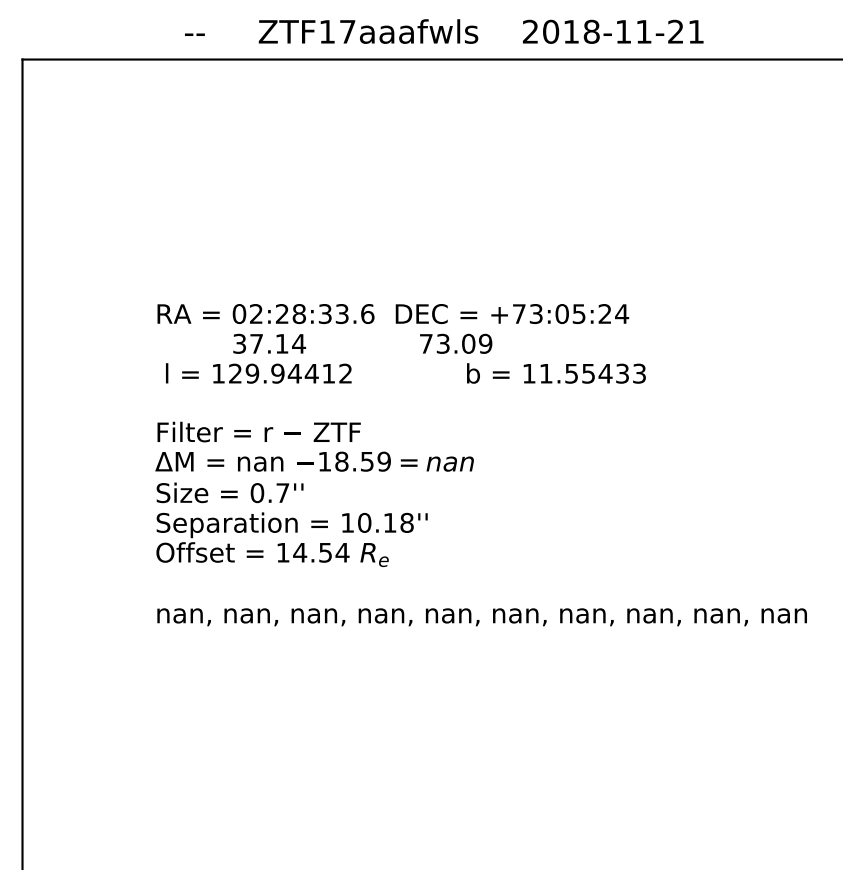 -- ZTF17aaafwls 2018-11-21
RA = 02:28:33.6 DEC = +73:05:24
37.14 73.09
l = 129.94412 b = 11.55433
Filter = r − ZTF
ΔM = nan −18.59 = nan
Size = 0.7''
Separation = 10.18''
Offset = 14.54 Re
nan, nan, nan, nan, nan, nan, nan, nan, nan, nan